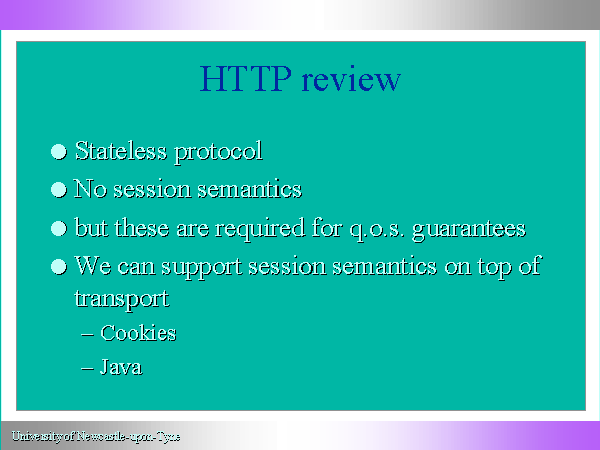 HTTP review
● Stateless protocol
● No session semantics
● but these are required for q.o.s. guarantees
● We can support session semantics on top of
transport
– Cookies
– Java
University of Newcastle-upon-Tyne